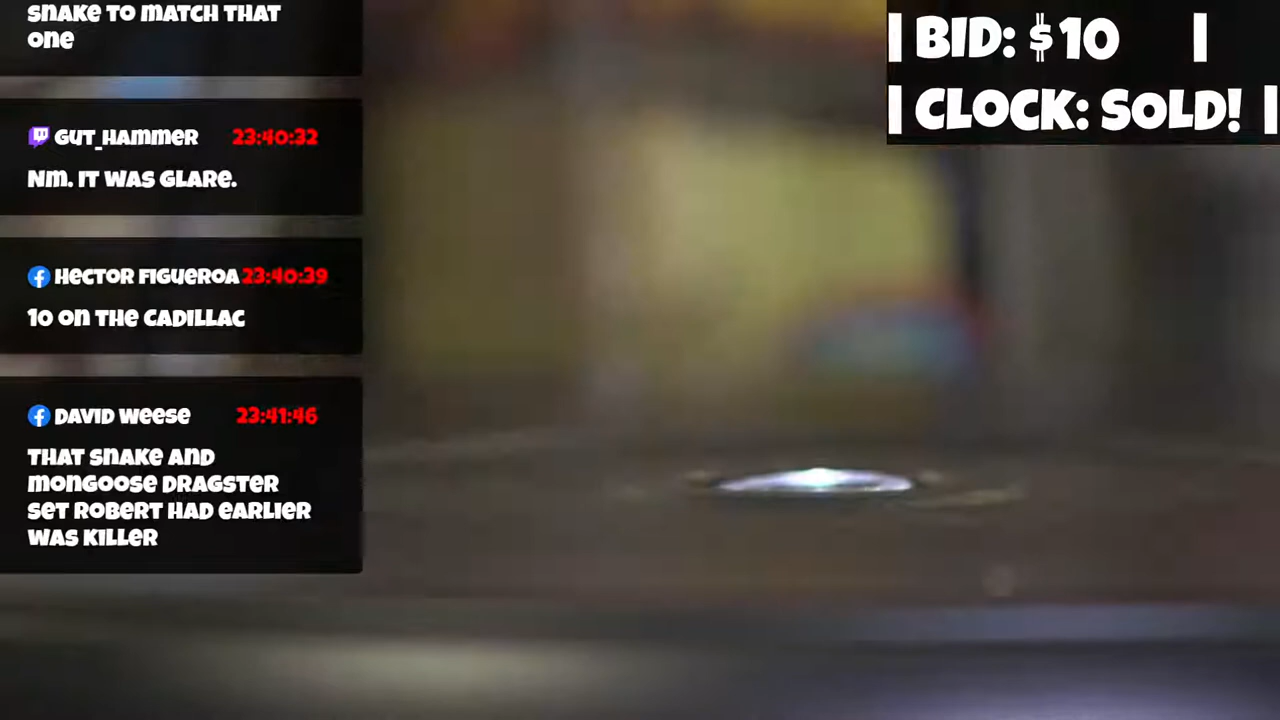 SNAKE TO MATCH THAT
ONE
GUT_HAMMER 23:40:32
NM. IT WAS GLARE.
HECTOR FIGUEROA 23:40:39
10 ON THE CADILLAC
DAVID WEESE 23:41:46
THAT SNAKE AND
MONGOOSE DRAGSTER
SET ROBERT HAD EARLIER
WAS KILLER
| BID: $10 |
| CLOCK: SOLD! |